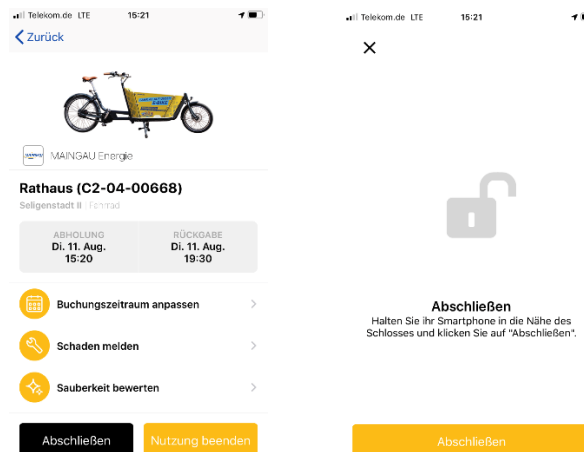 Telekom.de LTE 15:21
Zurück
MAINGAU Energie
Rathaus (C2-04-00668)
Seligenstadt II | Fahrrad
ABHOLUNG
Di. 11. Aug.
15:20
RÜCKGABE
Di. 11. Aug.
19:30
Buchungszeitraum anpassen
Schaden melden
Sauberkeit bewerten
Abschließen
Nutzung beenden
Telekom.de LTE 15:21
Abschließen
Halten Sie ihr Smartphone in die Nähe des
Schlosses und klicken Sie auf "Abschließen".
Abschließen